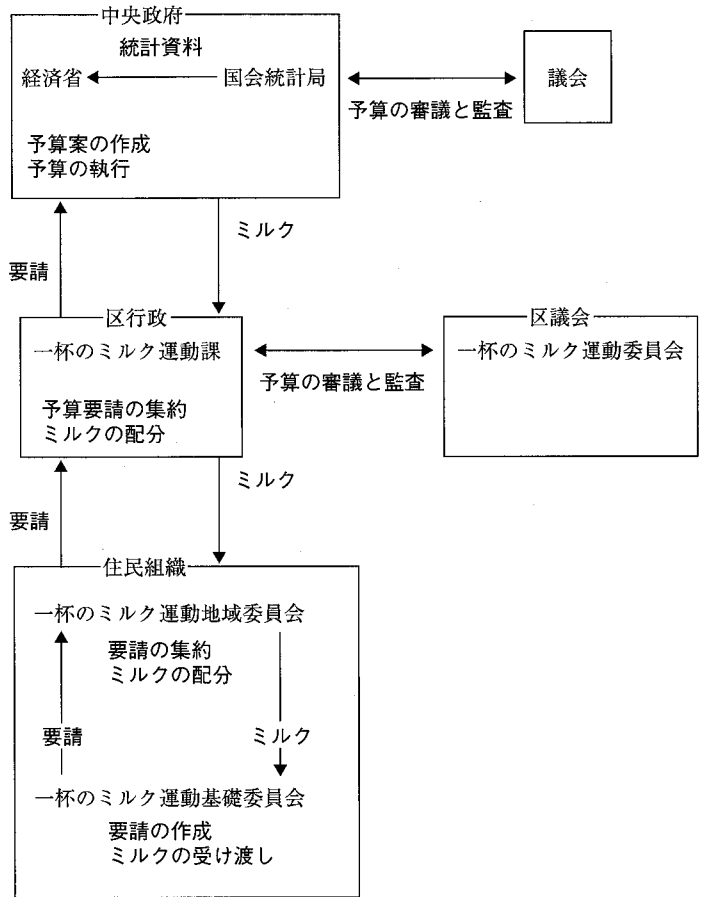 中央政府
統計資料
経済省 国会統計局
予算案の作成
予算の執行
議会
予算の審議と監査
要請
ミルク
区行政
一杯のミルク運動課
予算要請の集約
ミルクの配分
予算の審議と監査
区議会
一杯のミルク運動委員会
要請
ミルク
住民組織
一杯のミルク運動地域委員会
要請の集約
ミルクの配分
要請
ミルク
一杯のミルク運動基礎委員会
要請の作成
ミルクの受け渡し